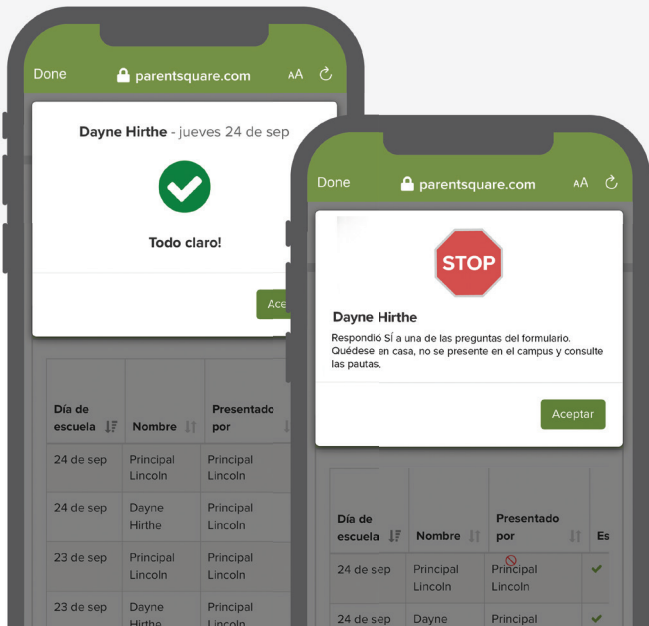 Done parentsquare.com AA
Dayne Hirthe - jueves 24 de sep
Todo claro!
Día de
escuela Nombre Presentado
por
24 de sep Principal
Lincoln Principal
Lincoln
24 de sep Dayne
Hirthe Principal
Lincoln
23 de sep Principal
Lincoln Principal
Lincoln
23 de sep Dayne
Hirthe Principal
Lincoln
Done parentsquare.com AA
STOP
Dayne Hirthe
Respondió SÍ a una de las preguntas del formulario.
Quédese en casa, no se presente en el campus y consulte
las pautas.
Aceptar
Día de
escuela Nombre Presentado
por Es
24 de sep Principal
Lincoln Principal
Lincoln
24 de sep Dayne Principal